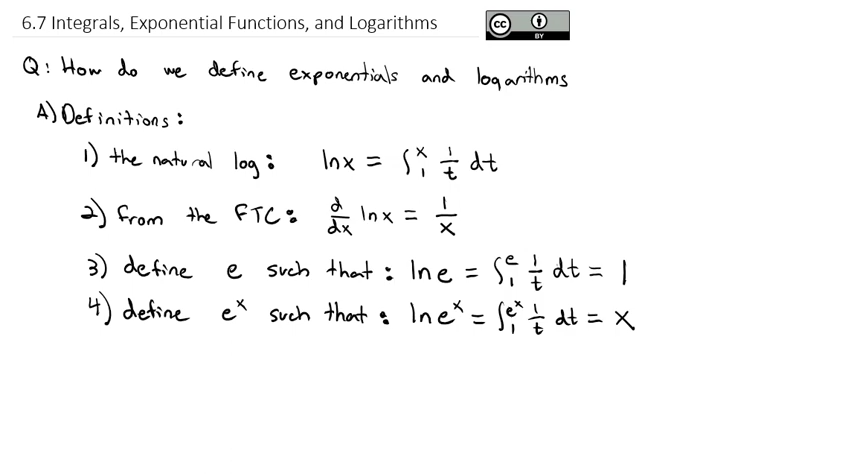 6.7 Integrals, Exponential Functions, and Logarithms
cc BY
Q: How do we define exponentials and logarithms
A) Definitions:
1) the natural log: ln x = ∫₁ˣ 1/t dt
2) from the FTC: d/dx ln x = 1/x
3) define e such that: ln e = ∫₁ᵉ 1/t dt = 1
4) define eˣ such that: ln eˣ = ∫₁^(eˣ) 1/t dt = x